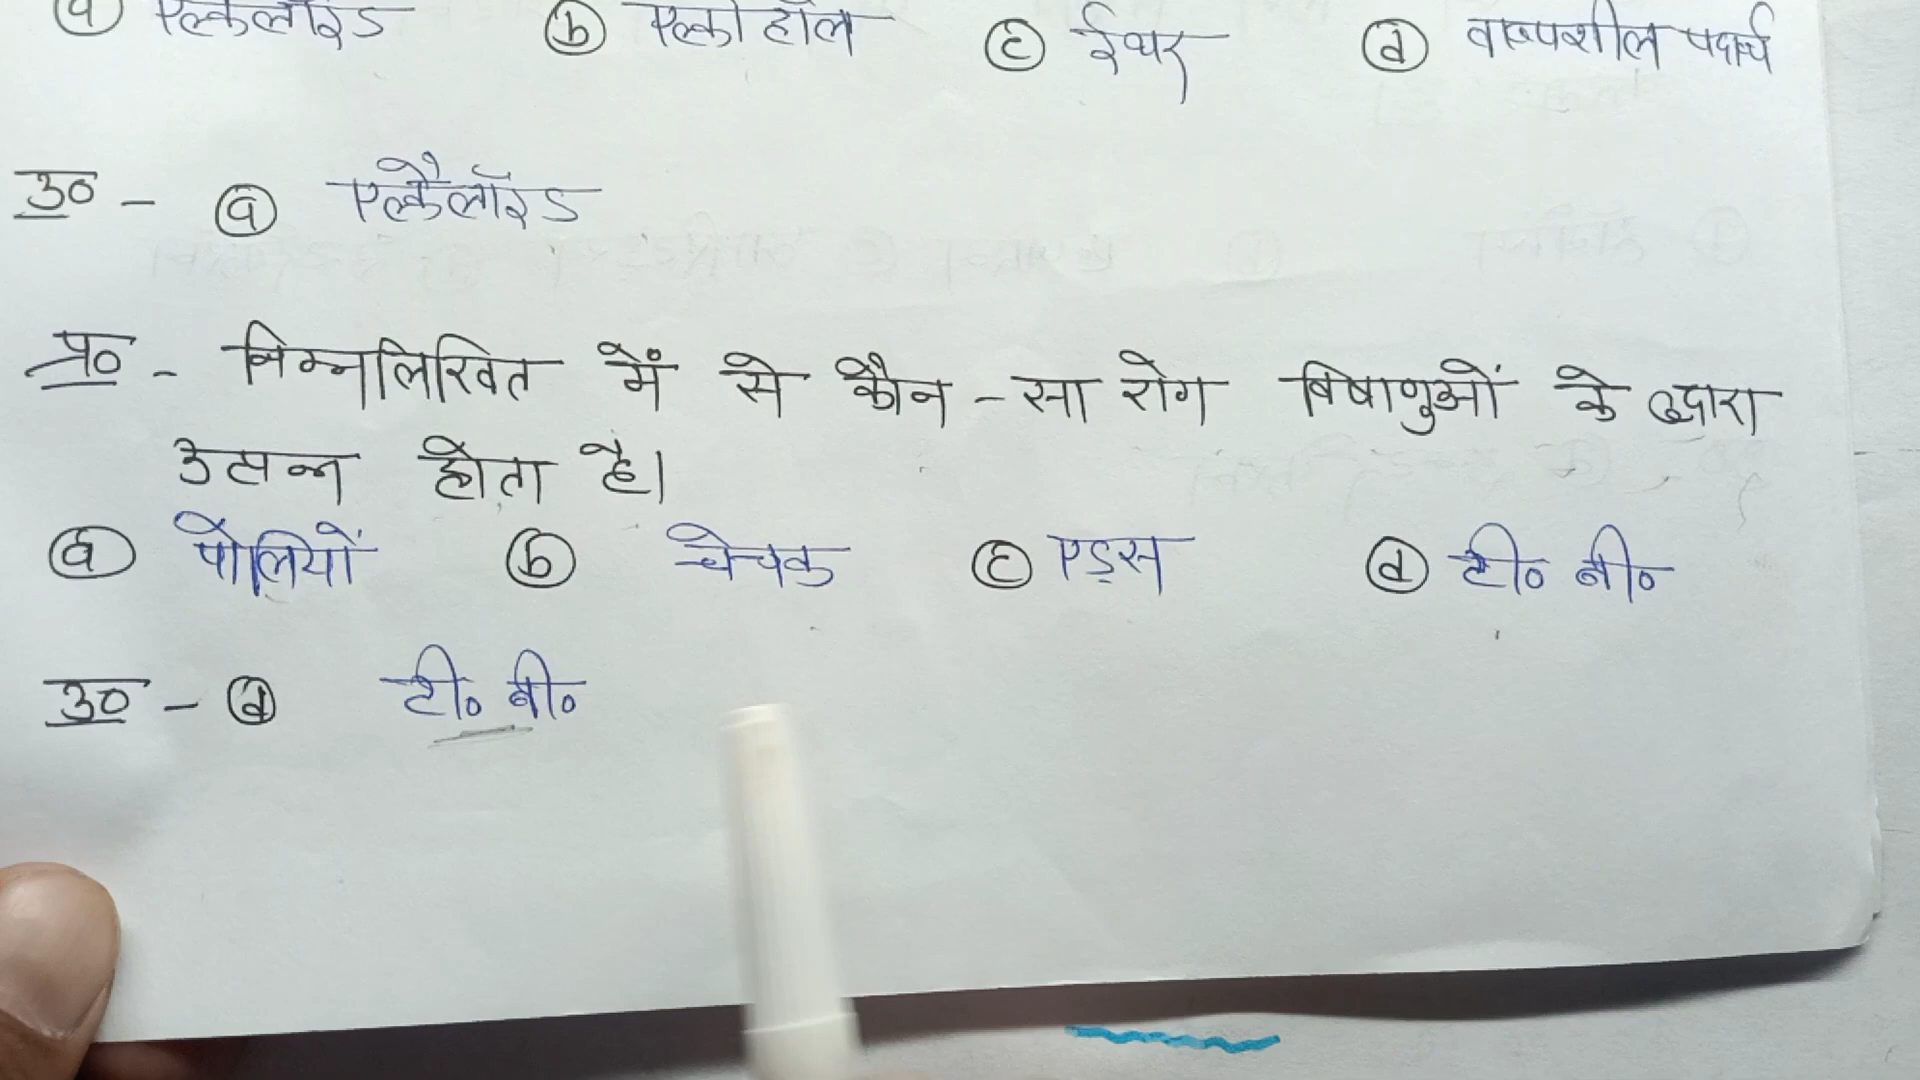 ⓐ एल्कलॉइड ⓑ एल्कोहॉल ⓒ ईथर ⓓ वाष्पशील पदार्थ
उ० - ⓐ एल्कैलॉइड
प्र० - निम्नलिखित में से कौन - सा रोग बिषाणुओं के द्वारा
उत्पन्न होता है।
ⓐ पोलियों ⓑ चेचक ⓒ एड्स ⓓ टी० बी०
उ० - ⓓ टी० बी०